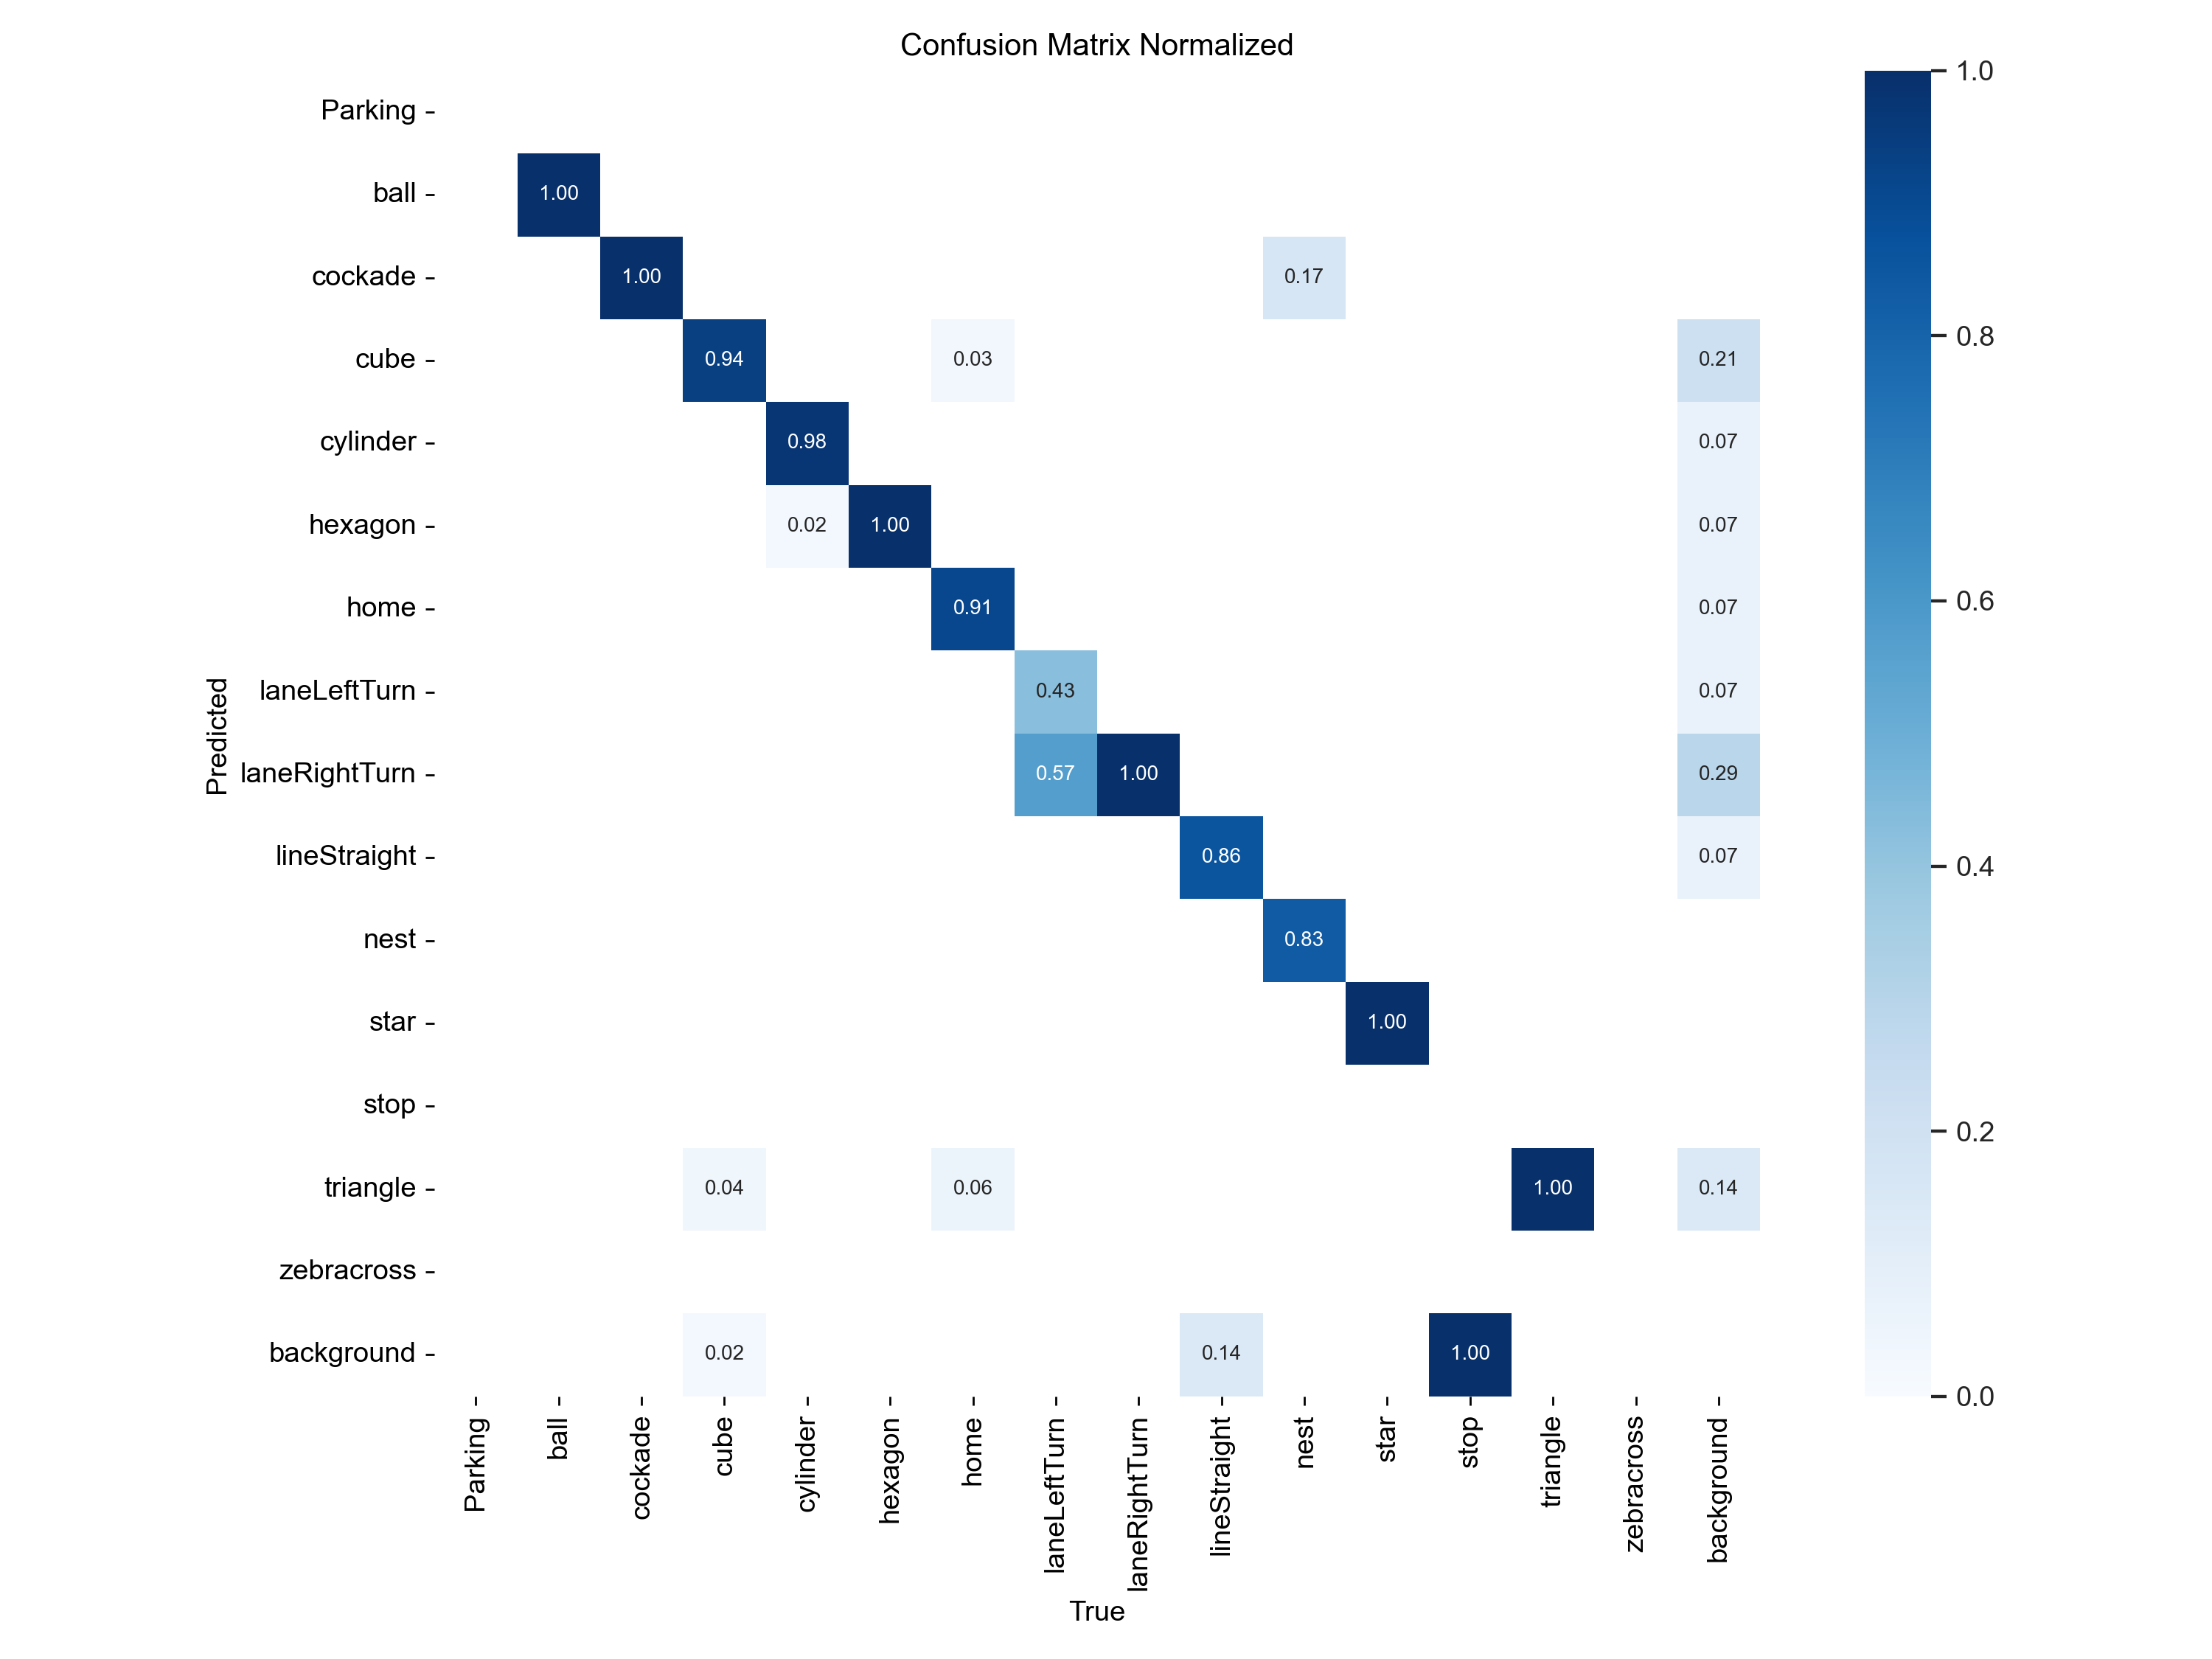 Confusion Matrix Normalized
Parking
ball 1.00
cockade 1.00 0.17
cube 0.94 0.03 0.21
cylinder 0.98 0.07
hexagon 0.02 1.00 0.07
home 0.91 0.07
laneLeftTurn 0.43 0.07
laneRightTurn 0.57 1.00 0.29
lineStraight 0.86 0.07
nest 0.83
star 1.00
stop
triangle 0.04 0.06 1.00 0.14
zebracross
background 0.02 0.14 1.00
Predicted
Parking ball cockade cube cylinder hexagon home laneLeftTurn laneRightTurn lineStraight nest star stop triangle zebracross background
True
1.0
0.8
0.6
0.4
0.2
0.0